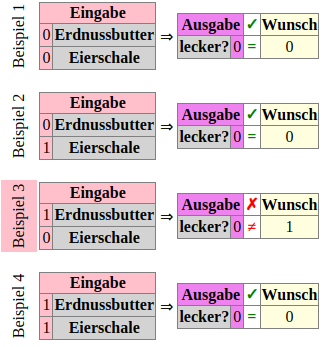 Beispiel 1
Eingabe
0 Erdnussbutter
0 Eierschale
⇒
Ausgabe ✓ Wunsch
lecker? 0 = 0
Beispiel 2
Eingabe
0 Erdnussbutter
1 Eierschale
⇒
Ausgabe ✓ Wunsch
lecker? 0 = 0
Beispiel 3
Eingabe
1 Erdnussbutter
0 Eierschale
⇒
Ausgabe ✗ Wunsch
lecker? 0 ≠ 1
Beispiel 4
Eingabe
1 Erdnussbutter
1 Eierschale
⇒
Ausgabe ✓ Wunsch
lecker? 0 = 0